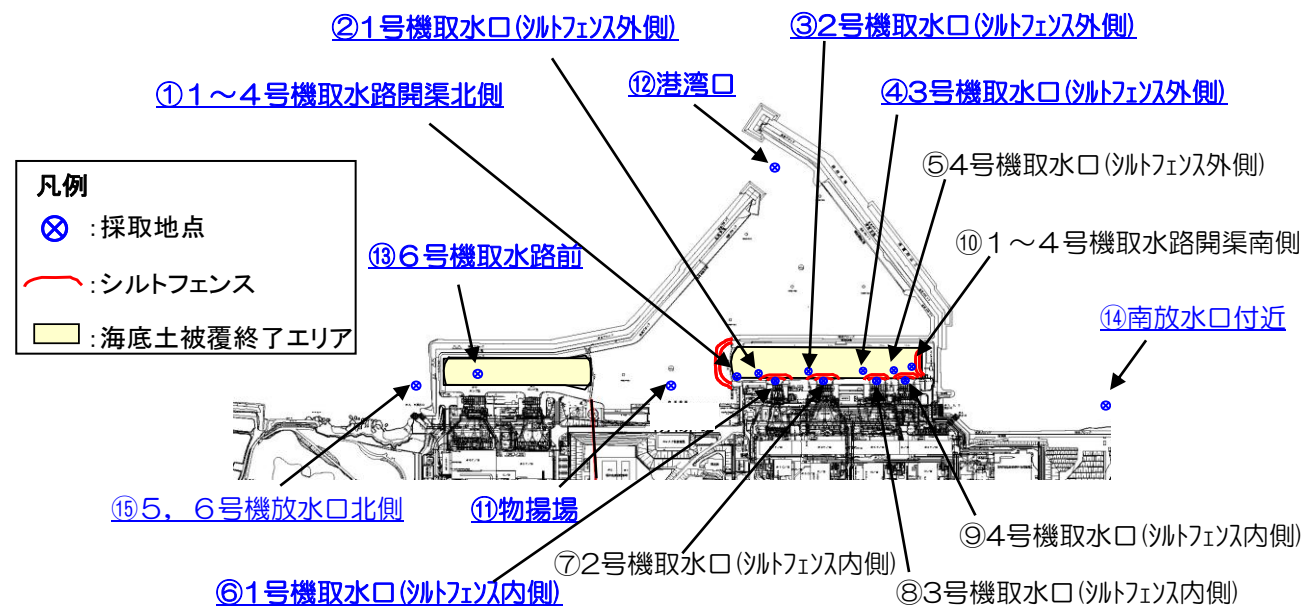 ②1号機取水口(シルトフェンス外側)
③2号機取水口(シルトフェンス外側)
①1~4号機取水路開渠北側
⑫港湾口
④3号機取水口(シルトフェンス外側)
⑤4号機取水口(シルトフェンス外側)
凡例
:採取地点
:シルトフェンス
:海底土被覆終了エリア
⑬6号機取水路前
⑩1~4号機取水路開渠南側
⑭南放水口付近
⑮5,6号機放水口北側
⑪物揚場
⑨4号機取水口(シルトフェンス内側)
⑦2号機取水口(シルトフェンス内側)
⑥1号機取水口(シルトフェンス内側)
⑧3号機取水口(シルトフェンス内側)